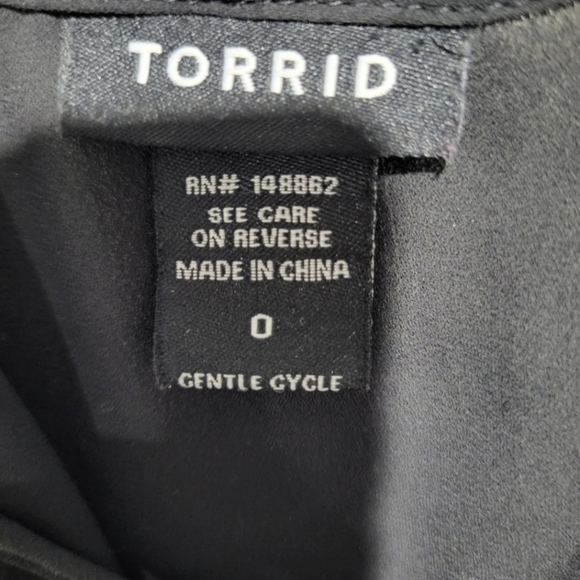 TORRID
RN# 148862
SEE CARE
ON REVERSE
MADE IN CHINA
0
GENTLE CYCLE